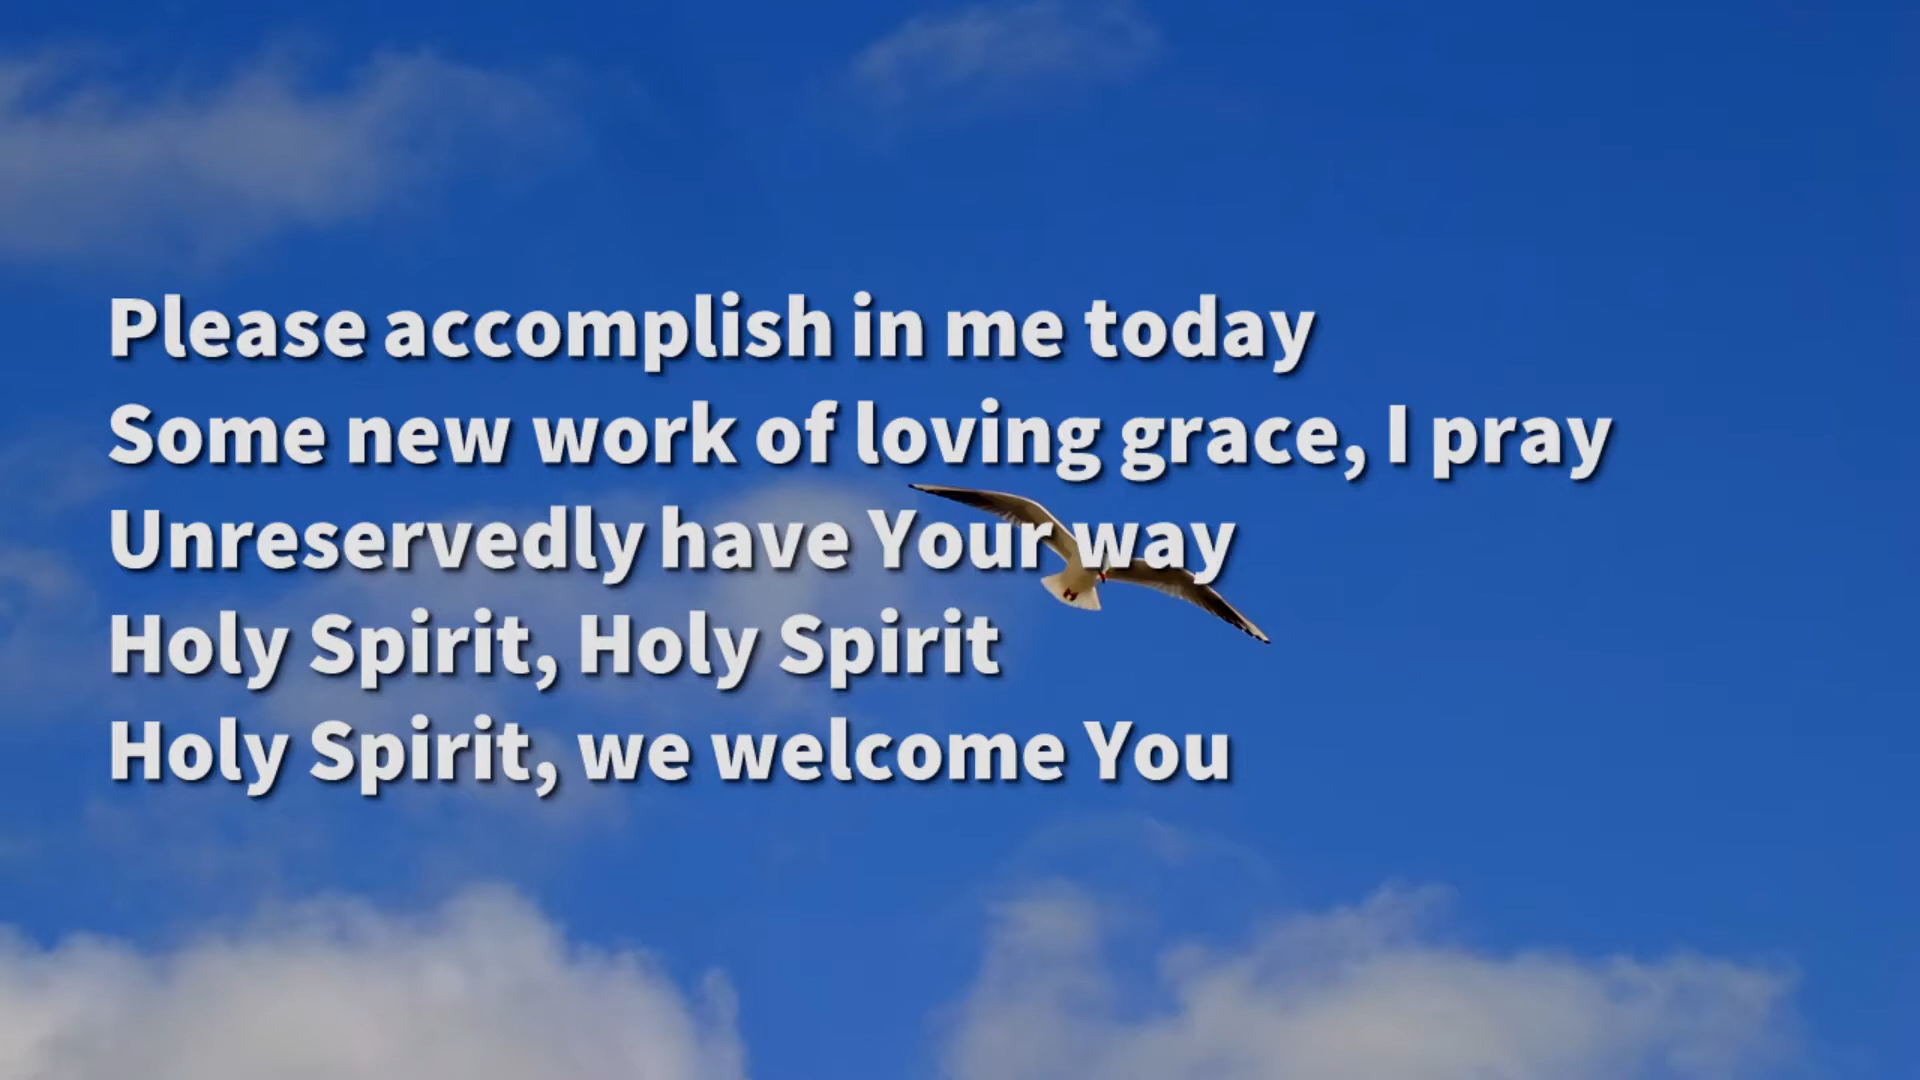 Please accomplish in me today
Some new work of loving grace, I pray
Unreservedly have Your way
Holy Spirit, Holy Spirit
Holy Spirit, we welcome You